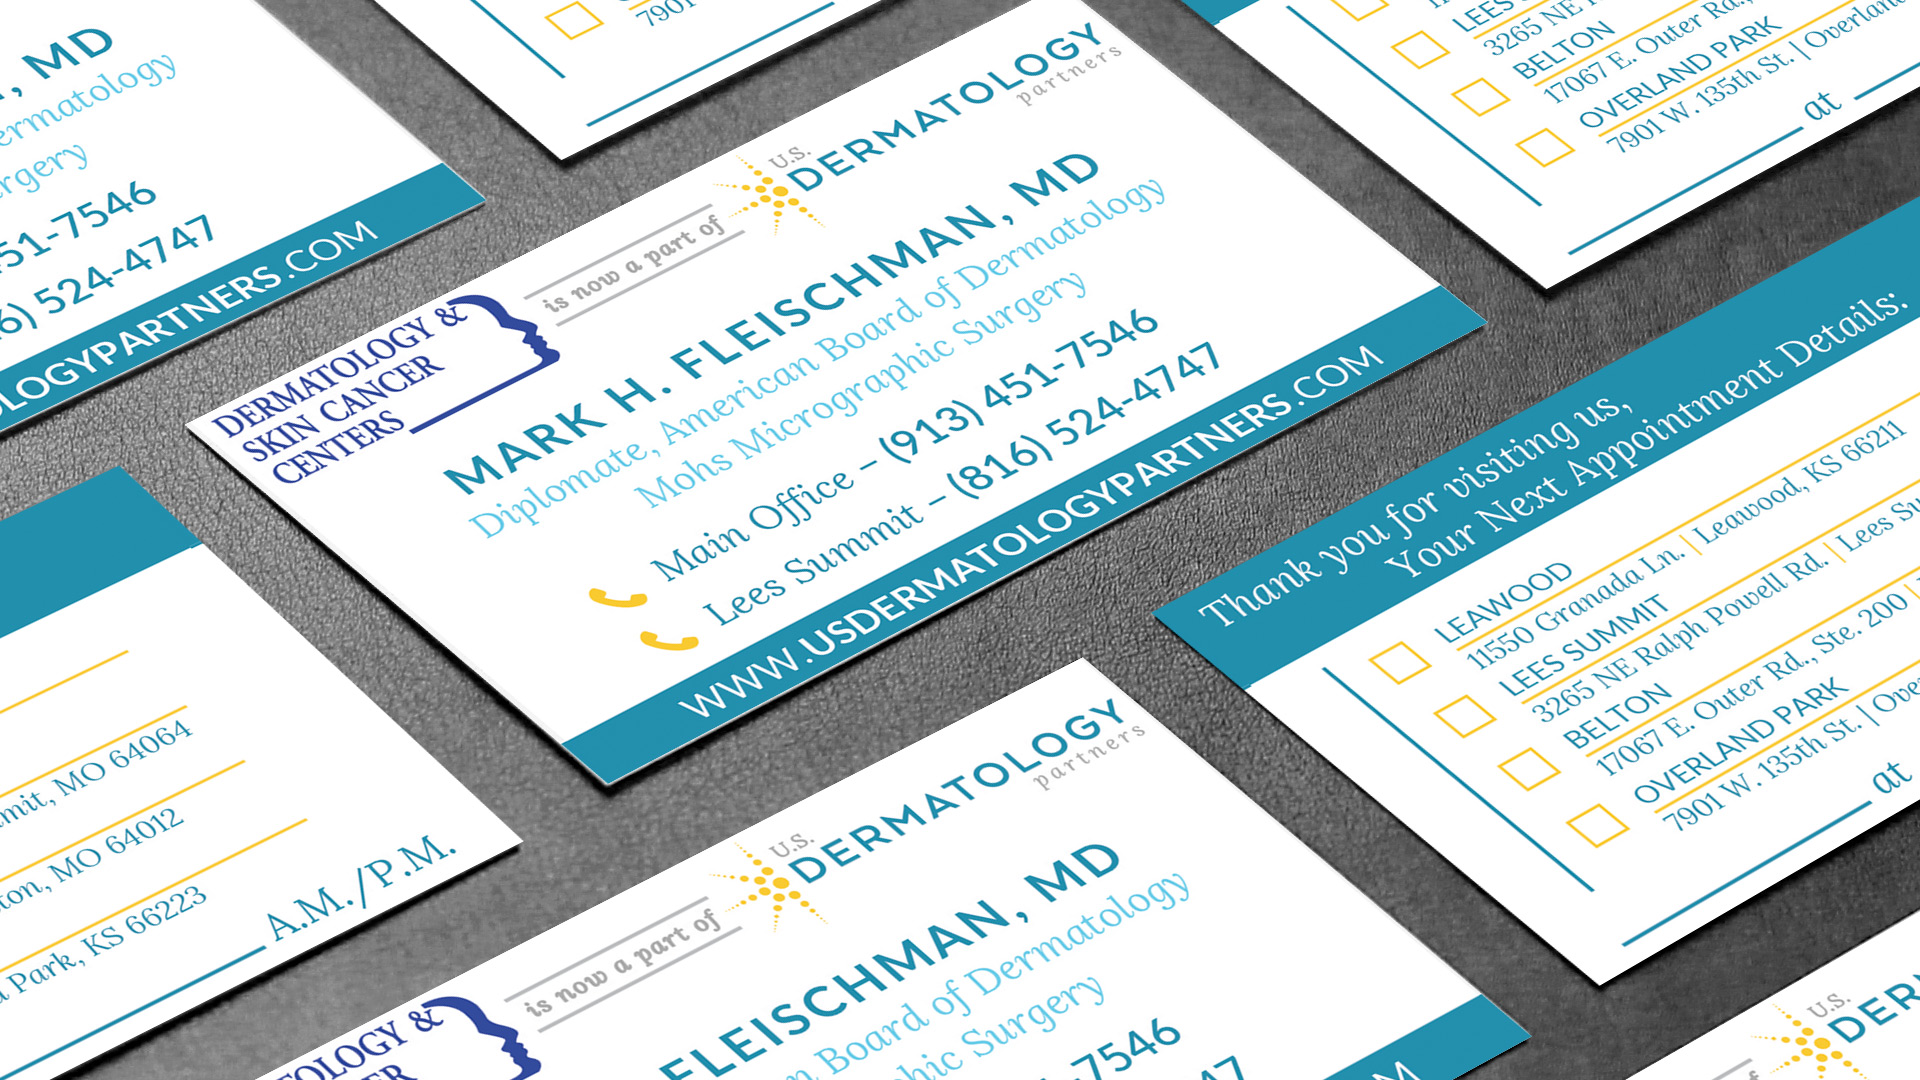 , MD
ermatology
rgery
451-7546
6) 524-4747
LOGYPARTNERS.COM
7901
LEES
3265 NE
BELTON
17067 E. Outer Rd.,
OVERLAND PARK
7901 W. 135th St. | Overland
at
DERMATOLOGY &
SKIN CANCER
CENTERS
is now a part of
U.S.
DERMATOLOGY
partners
MARK H. FLEISCHMAN, MD
Diplomate, American Board of Dermatology
Mohs Micrographic Surgery
Main Office – (913) 451-7546
Lees Summit – (816) 524-4747
WWW.USDERMATOLOGYPARTNERS.COM
Thank you for visiting us,
Your Next Appointment Details:
LEAWOOD
11550 Granada Ln. | Leawood, KS 66211
LEES SUMMIT
3265 NE Ralph Powell Rd. | Lees Su
BELTON
17067 E. Outer Rd., Ste. 200 |
OVERLAND PARK
7901 W. 135th St. | Over
at
mit, MO 64064
ton, MO 64012
d Park, KS 66223
A.M./P.M.
TOLOGY &
ER
is now a part of
U.S.
DERMATOLOGY
partners
FLEISCHMAN, MD
n Board of Dermatology
phic Surgery
-7546
47
M
U.S.
DERM